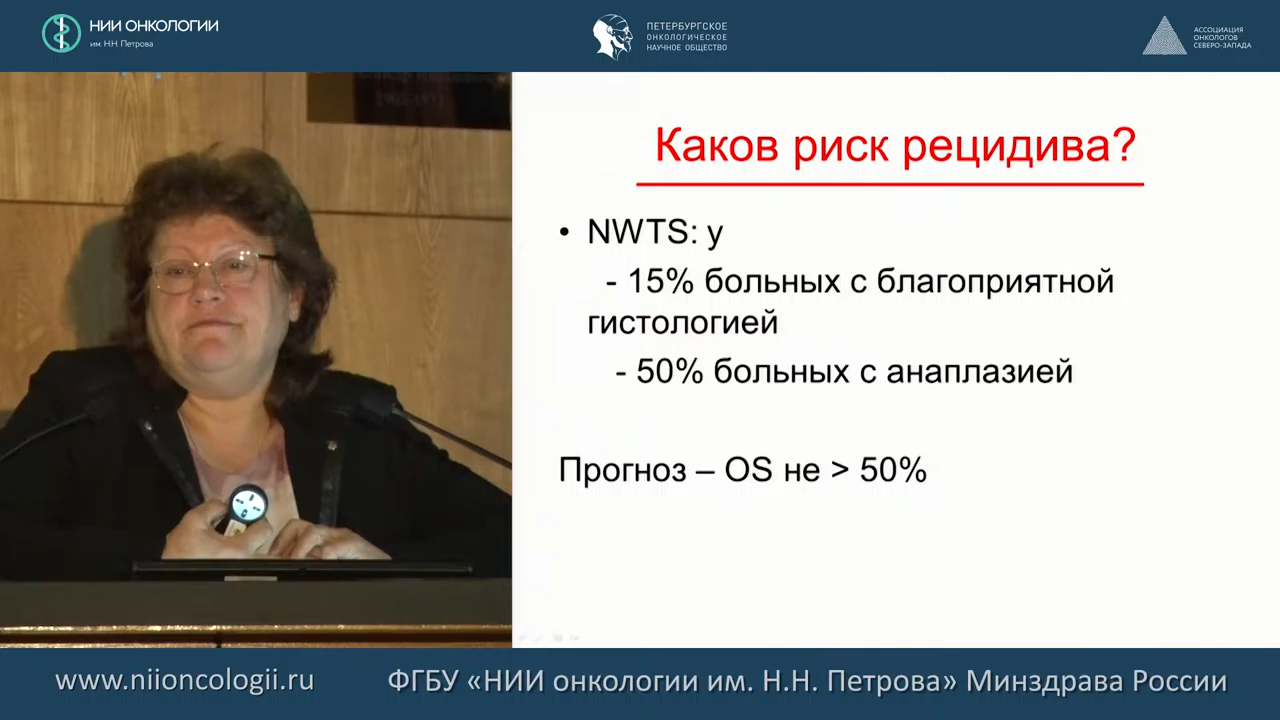 НИИ ОНКОЛОГИИ
им. Н.Н. Петрова
ПЕТЕРБУРГСКОЕ
ОНКОЛОГИЧЕСКОЕ
НАУЧНОЕ ОБЩЕСТВО
АССОЦИАЦИЯ
ОНКОЛОГОВ
СЕВЕРО-ЗАПАДА
Каков риск рецидива?
• NWTS: у
- 15% больных с благоприятной
гистологией
- 50% больных с анаплазией
Прогноз – OS не > 50%
www.niioncologii.ru
ФГБУ «НИИ онкологии им. Н.Н. Петрова» Минздрава России